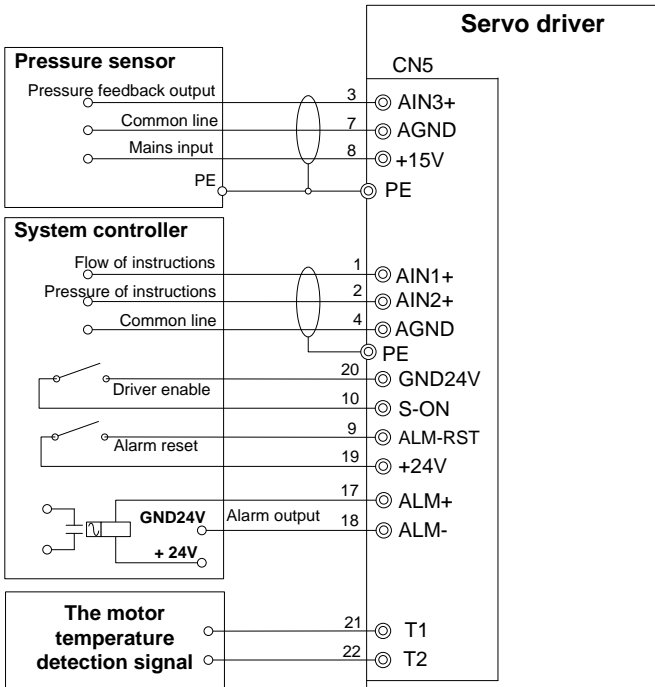 Servo driver
Pressure sensor
CN5
Pressure feedback output 3 AIN3+
Common line 7 AGND
Mains input 8 +15V
PE PE
System controller
Flow of instructions 1 AIN1+
Pressure of instructions 2 AIN2+
Common line 4 AGND
PE
20 GND24V
Driver enable
10 S-ON
9 ALM-RST
Alarm reset
19 +24V
17 ALM+
GND24V Alarm output 18 ALM-
+ 24V
The motor
temperature
detection signal
21 T1
22 T2